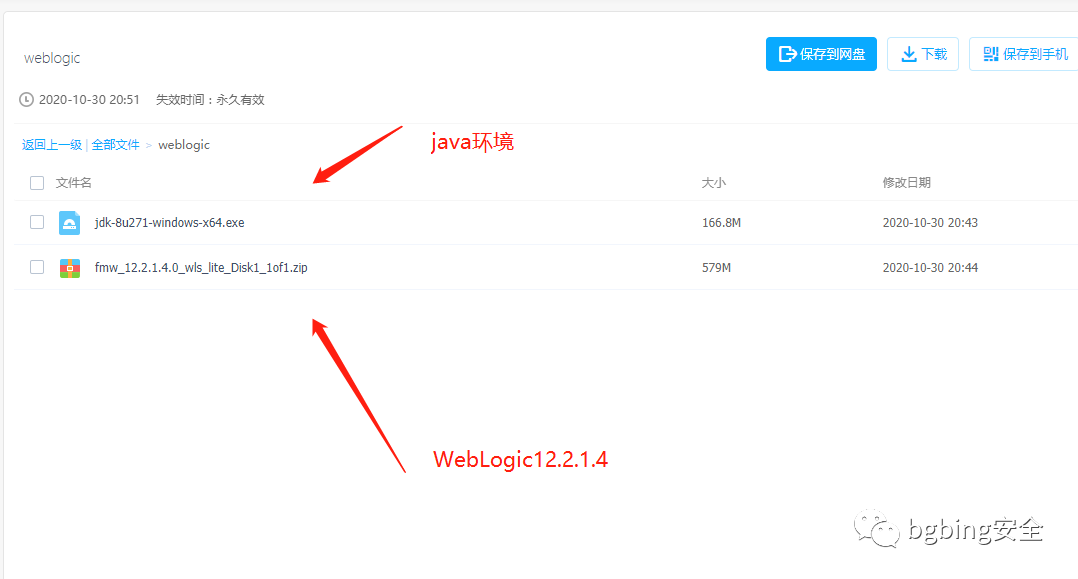 weblogic
保存到网盘
下载
保存到手机
2020-10-30 20:51 失效时间：永久有效
返回上一级 | 全部文件 > weblogic
java环境
文件名 大小 修改日期
jdk-8u271-windows-x64.exe 166.8M 2020-10-30 20:43
fmw_12.2.1.4.0_wls_lite_Disk1_1of1.zip 579M 2020-10-30 20:44
WebLogic12.2.1.4
bgbing安全